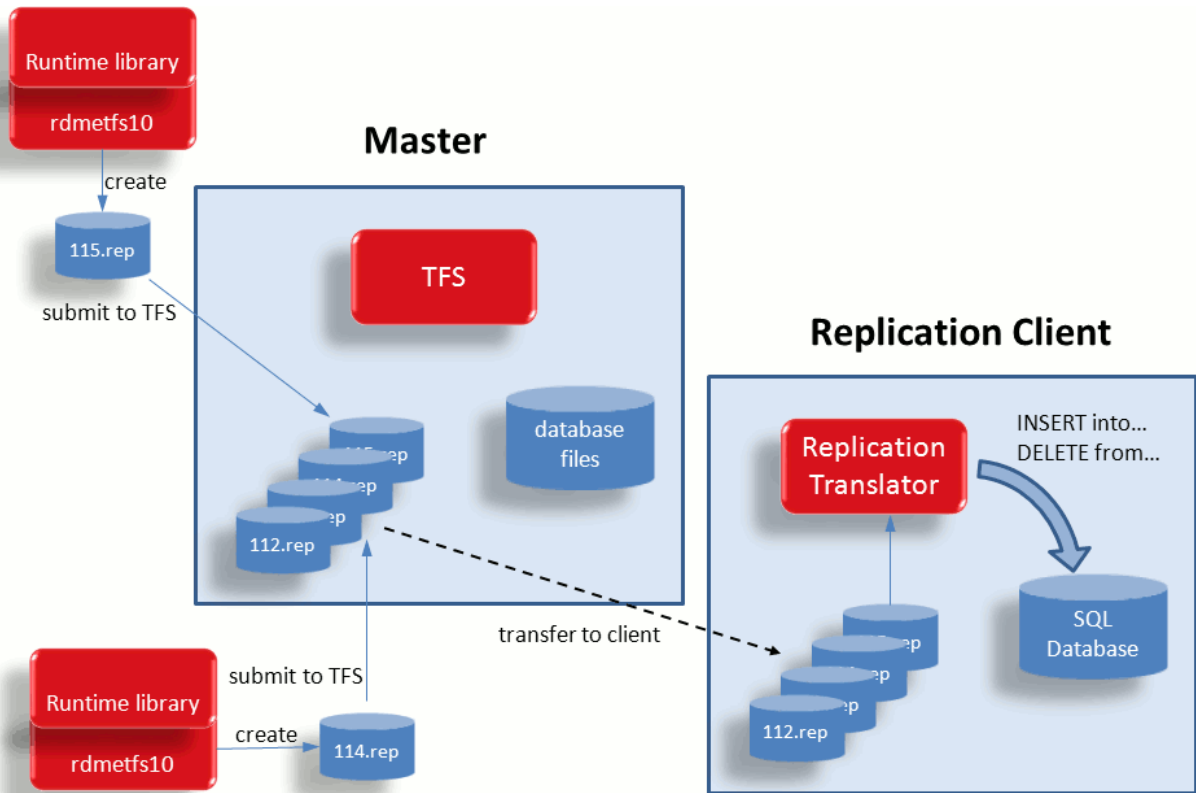 Runtime library
rdmetfs10
create
115.rep
submit to TFS
Master
TFS
database
files
112.rep
submit to TFS
Runtime library
rdmetfs10
create
114.rep
transfer to client
Replication Client
Replication
Translator
INSERT into...
DELETE from...
SQL
Database
112.rep